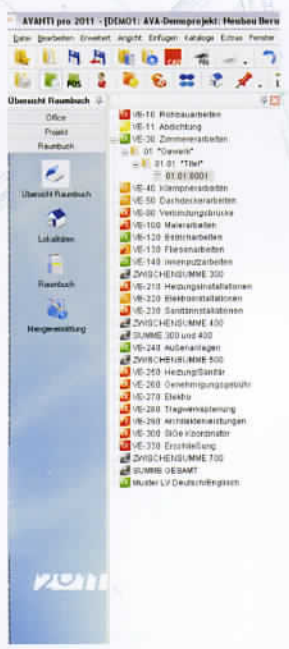 AVANTI pro 2011 - [DEMO1: AVA-Demoprojekt: Neubau Beru
Datei Bearbeiten Erweitert Ansicht Einfügen Kataloge Extras Fenster
POS
Übersicht Raumbuch
Office
Projekt
Raumbuch
Übersicht Raumbuch
Lokalitäten
Raumbuch
Mengenermittlung
VE-10 Rohbauarbeiten
VE-11 Abdichtung
VE-30 Zimmererarbeiten
01 "Gewerk"
01.01 "Titel"
01.01.0001
VE-40 Klempnerarbeiten
VE-50 Dachdeckerarbeiten
VE-80 Verbindungsbrücke
VE-100 Malerarbeiten
VE-120 Estricharbeiten
VE-130 Fliesenarbeiten
VE-140 Innenputzarbeiten
ZWISCHENSUMME 300
VE-210 Heizungsinstallationen
VE-220 Elektroinstallationen
VE-230 Sanitärinstallationen
ZWISCHENSUMME 400
SUMME 300 und 400
VE-240 Außenanlagen
ZWISCHENSUMME 500
VE-250 Heizung/Sanitär
VE-260 Genehmigungsgebühr
VE-270 Elektro
VE-280 Tragwerksplanung
VE-290 Architektenleistungen
VE-300 SiGe Koordinator
VE-330 Erschließung
ZWISCHENSUMME 700
SUMME GESAMT
Muster LV Deutsch/Englisch
2011